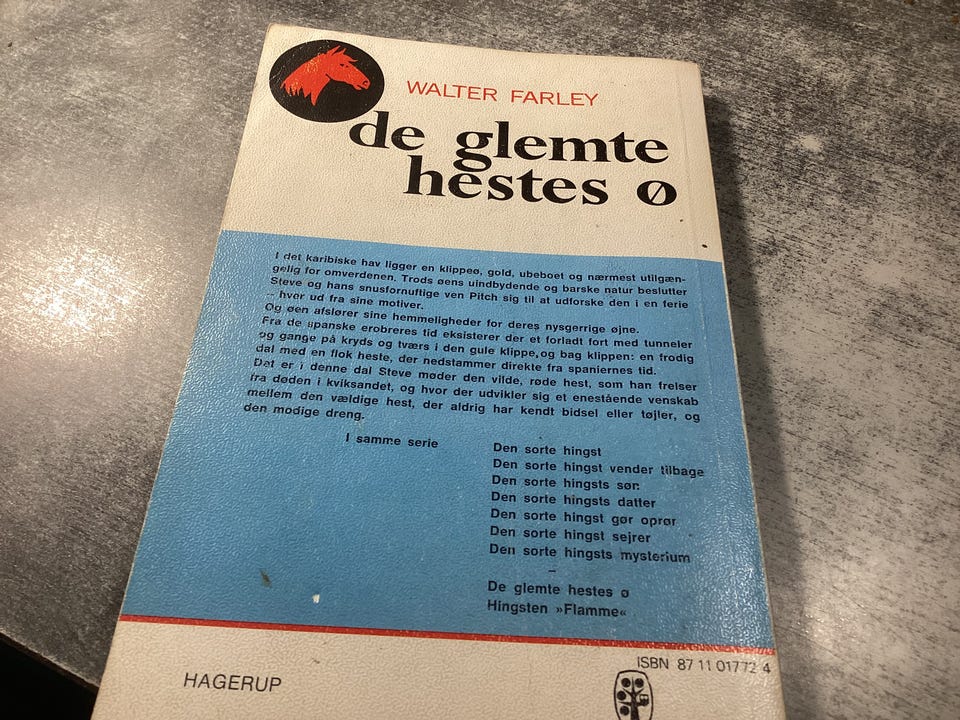 WALTER FARLEY
de glemte
hestes ø
I det karibiske hav ligger en klippeø, gold, ubeboet og nærmest utilgæn-
gelig for omverdenen. Trods øens uindbydende og barske natur beslutter
Steve og hans snusfornuftige ven Pitch sig til at udforske den i en ferie
– hver ud fra sine motiver.
Og øen afslører sine hemmeligheder for deres nysgerrige øjne.
Fra de spanske erobreres tid eksisterer der et forladt fort med tunneler
og gange på kryds og tværs i den gule klippe, og bag klippen: en frodig
dal med en flok heste, der nedstammer direkte fra spaniernes tid.
Det er i denne dal Steve møder den vilde, røde hest, som han frelser
fra døden i kviksandet, og hvor der udvikler sig et enestående venskab
mellem den vældige hest, der aldrig har kendt bidsel eller tøjler, og
den modige dreng.
I samme serie
Den sorte hingst
Den sorte hingst vender tilbage
Den sorte hingsts søn
Den sorte hingsts datter
Den sorte hingst gør oprør
Den sorte hingst sejrer
Den sorte hingsts mysterium
–
De glemte hestes ø
Hingsten »Flamme«
ISBN 87 11 01772 4
HAGERUP